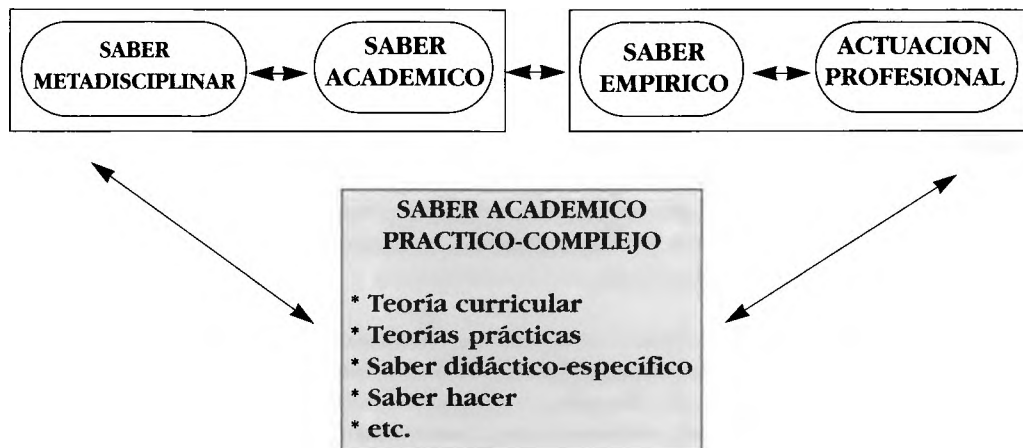 SABER
METADISCIPLINAR
SABER
ACADEMICO
SABER
EMPIRICO
ACTUACION
PROFESIONAL
SABER ACADEMICO
PRACTICO-COMPLEJO
* Teoría curricular
* Teorías prácticas
* Saber didáctico-específico
* Saber hacer
* etc.